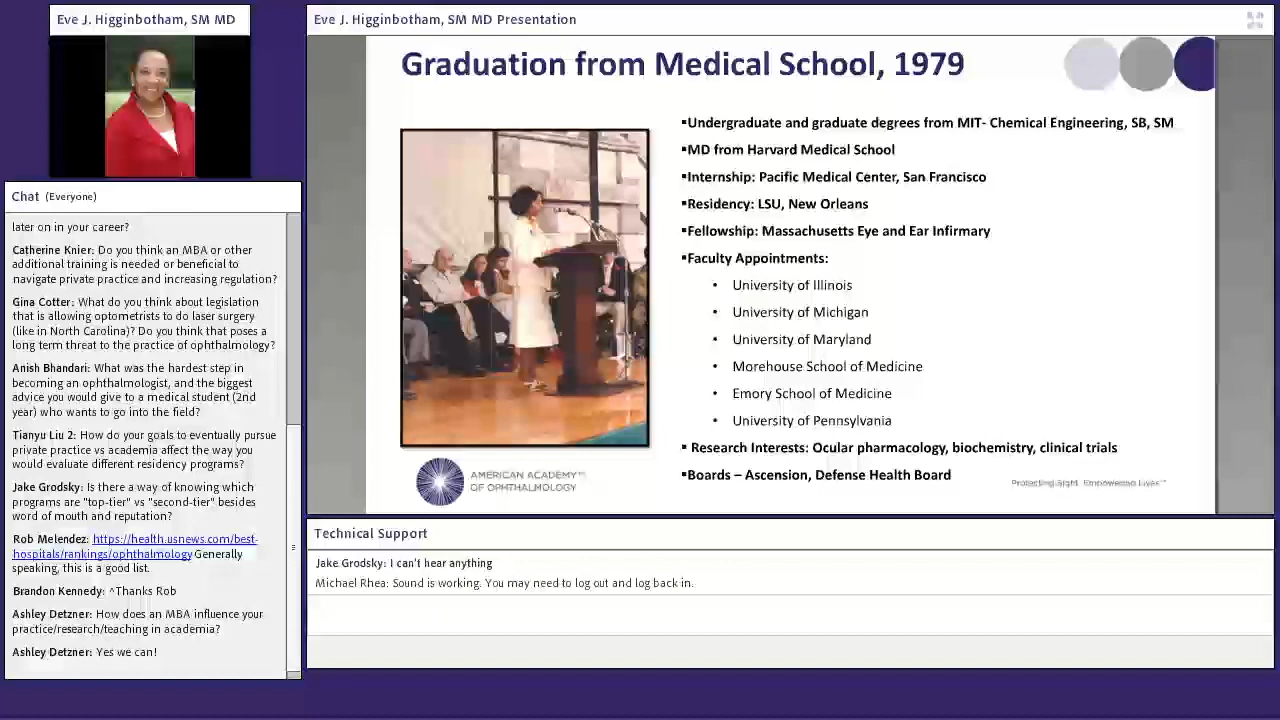 Eve J. Higginbotham, SM MD
Chat (Everyone)
later on in your career?
Catherine Knier: Do you think an MBA or other
additional training is needed or beneficial to
navigate private practice and increasing regulation?
Gina Cotter: What do you think about legislation
that is allowing optometrists to do laser surgery
(like in North Carolina)? Do you think that poses a
long term threat to the practice of ophthalmology?
Anish Bhandari: What was the hardest step in
becoming an ophthalmologist, and the biggest
advice you would give to a medical student (2nd
year) who wants to go into the field?
Tianyu Liu 2: How do your goals to eventually pursue
private practice vs academia affect the way you
would evaluate different residency programs?
Jake Grodsky: Is there a way of knowing which
programs are "top-tier" vs "second-tier" besides
word of mouth and reputation?
Rob Melendez: https://health.usnews.com/best-
hospitals/rankings/ophthalmology Generally
speaking, this is a good list.
Brandon Kennedy: ^Thanks Rob
Ashley Detzner: How does an MBA influence your
practice/research/teaching in academia?
Ashley Detzner: Yes we can!
Eve J. Higginbotham, SM MD Presentation
Graduation from Medical School, 1979
▪Undergraduate and graduate degrees from MIT- Chemical Engineering, SB, SM
▪MD from Harvard Medical School
▪Internship: Pacific Medical Center, San Francisco
▪Residency: LSU, New Orleans
▪Fellowship: Massachusetts Eye and Ear Infirmary
▪Faculty Appointments:
• University of Illinois
• University of Michigan
• University of Maryland
• Morehouse School of Medicine
• Emory School of Medicine
• University of Pennsylvania
▪ Research Interests: Ocular pharmacology, biochemistry, clinical trials
▪Boards – Ascension, Defense Health Board
AMERICAN ACADEMY™
OF OPHTHALMOLOGY
Protecting Sight. Empowering Lives™
Technical Support
Jake Grodsky: I can't hear anything
Michael Rhea: Sound is working. You may need to log out and log back in.